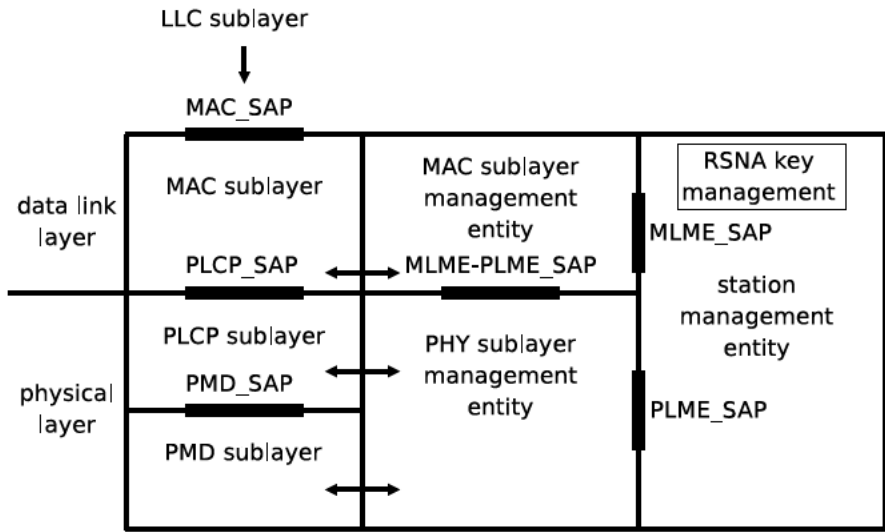 LLC sublayer
MAC_SAP
MAC sublayer
MAC sublayer
management
entity
RSNA key
management
data link
layer
MLME_SAP
PLCP_SAP
MLME-PLME_SAP
station
management
entity
PLCP sublayer
PHY sublayer
management
entity
physical
layer
PMD_SAP
PLME_SAP
PMD sublayer